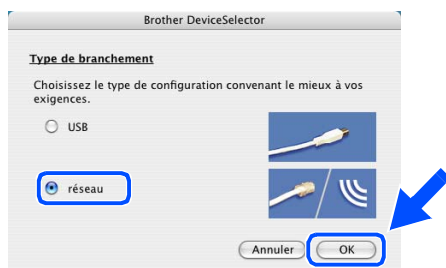 Brother DeviceSelector
Type de branchement
Choisissez le type de configuration convenant le mieux à vos
exigences.
USB
réseau
Annuler OK